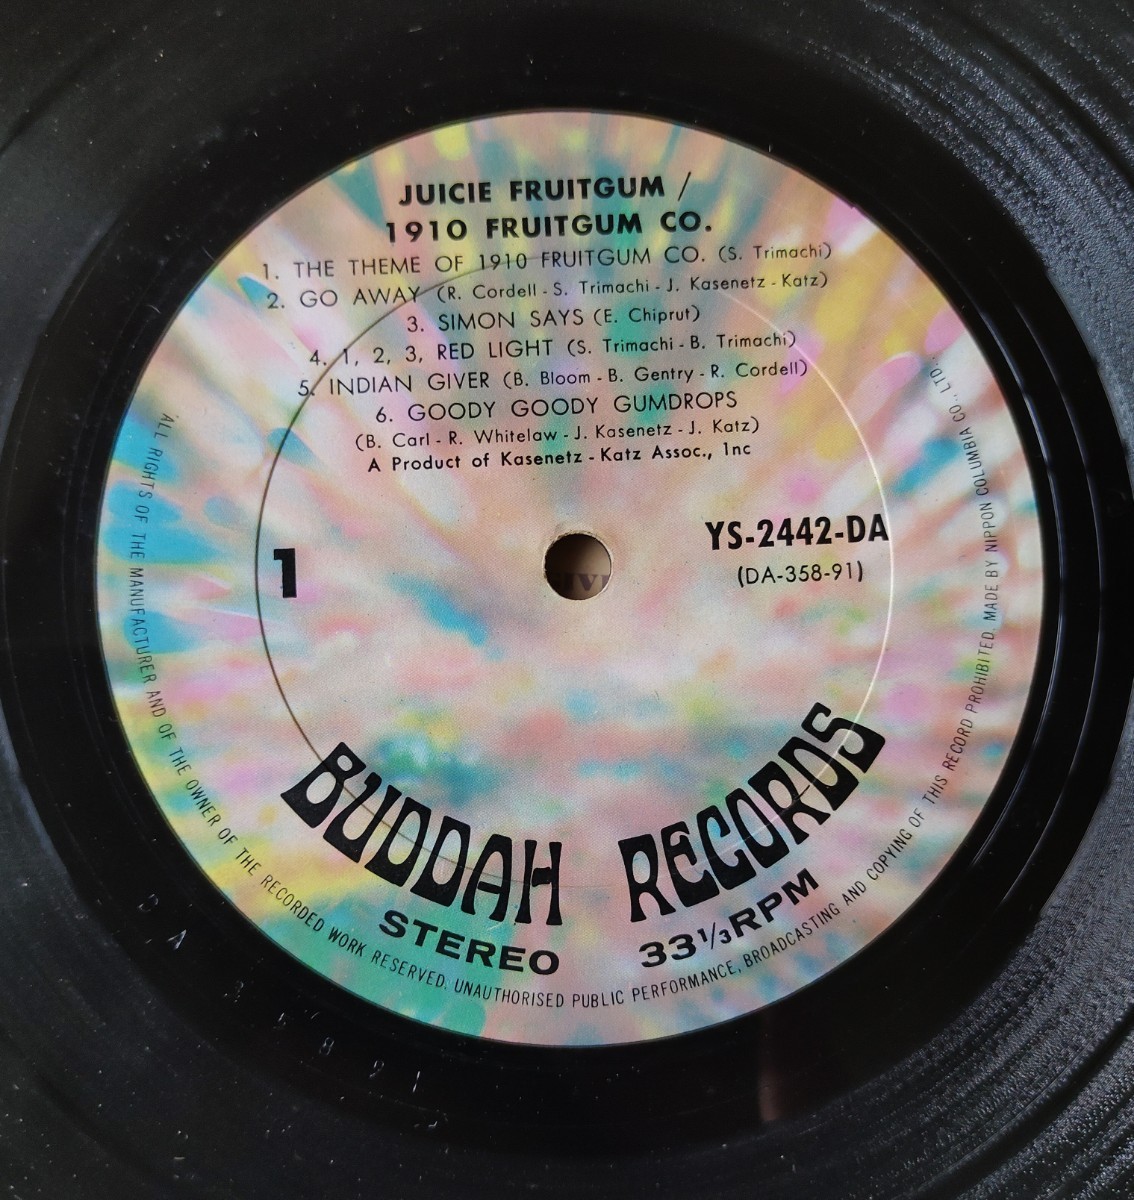 JUICIE FRUITGUM /
1910 FRUITGUM CO.
1. THE THEME OF 1910 FRUITGUM CO. (S. Trimachi)
2. GO AWAY (R. Cordell - S. Trimachi - J. Kasenetz - Katz)
3. SIMON SAYS (E. Chiprut)
4. 1, 2, 3, RED LIGHT (S. Trimachi - B. Trimachi)
5. INDIAN GIVER (B. Bloom - B. Gentry - R. Cordell)
6. GOODY GOODY GUMDROPS
(B. Carl - R. Whitelaw - J. Kasenetz - J. Katz)
A Product of Kasenetz - Katz Assoc., Inc
1
YS-2442-DA
(DA-358-91)
BUDDAH RECORDS
STEREO 33⅓RPM
ALL RIGHTS OF THE MANUFACTURER AND OF THE OWNER OF THE RECORDED WORK RESERVED. UNAUTHORISED PUBLIC PERFORMANCE, BROADCASTING AND COPYING OF THIS RECORD PROHIBITED. MADE BY NIPPON COLUMBIA CO., LTD.